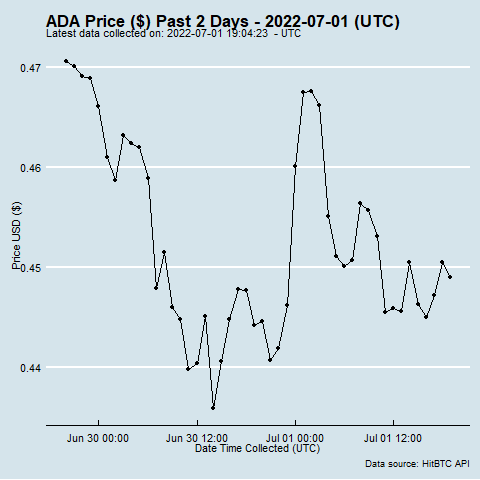 ADA Price ($) Past 2 Days - 2022-07-01 (UTC)
Latest data collected on: 2022-07-01 19:04:23  - UTC
0.47
0.46
0.45
0.44
Price USD ($)
Jun 30 00:00
Jun 30 12:00
Jul 01 00:00
Jul 01 12:00
Date Time Collected (UTC)
Data source: HitBTC API